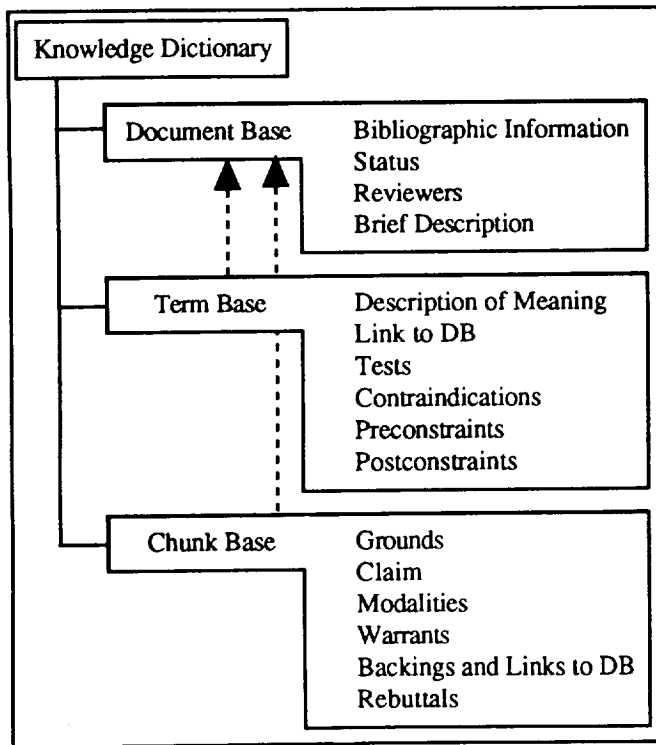 Knowledge Dictionary
Document Base
Bibliographic Information
Status
Reviewers
Brief Description
Term Base
Description of Meaning
Link to DB
Tests
Contraindications
Preconstraints
Postconstraints
Chunk Base
Grounds
Claim
Modalities
Warrants
Backings and Links to DB
Rebuttals